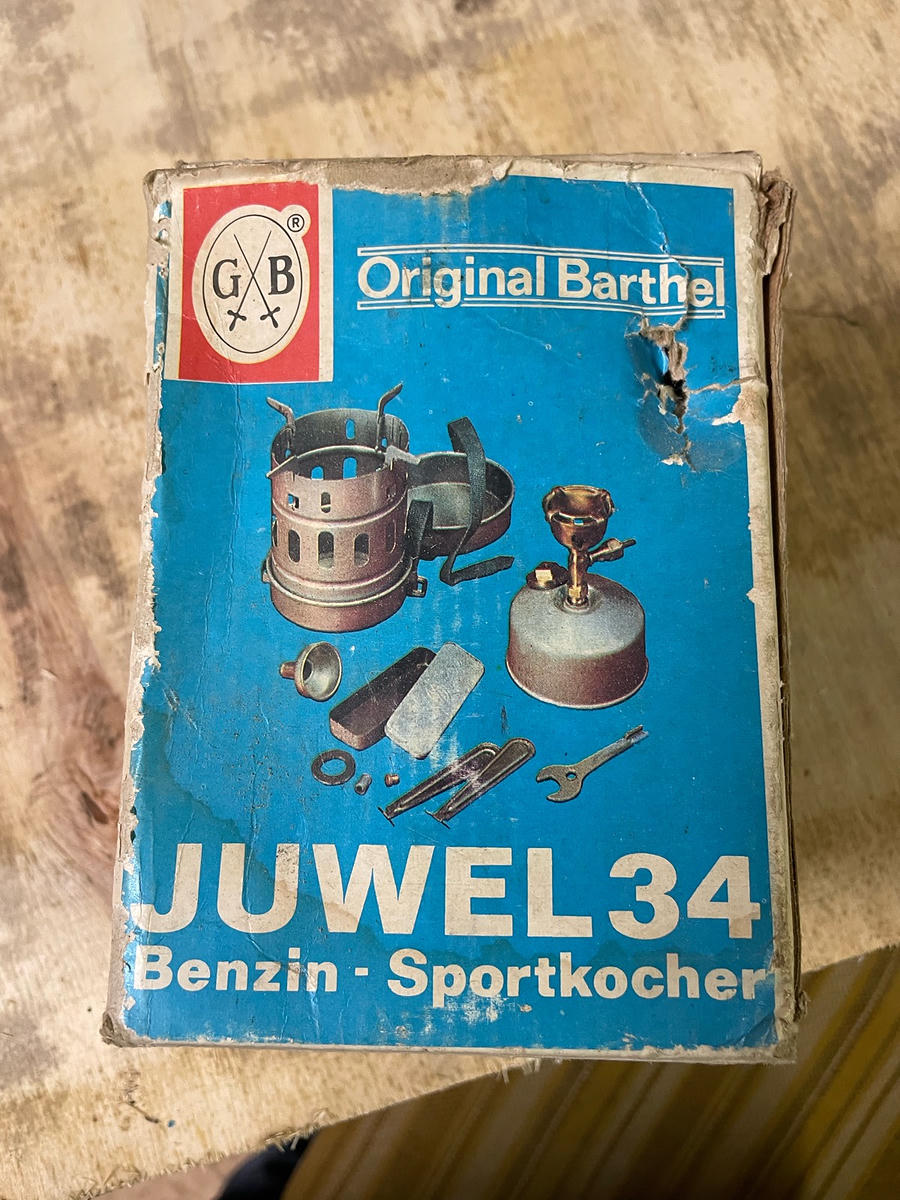 G B ®
Original Barthel
JUWEL 34
Benzin - Sportkocher